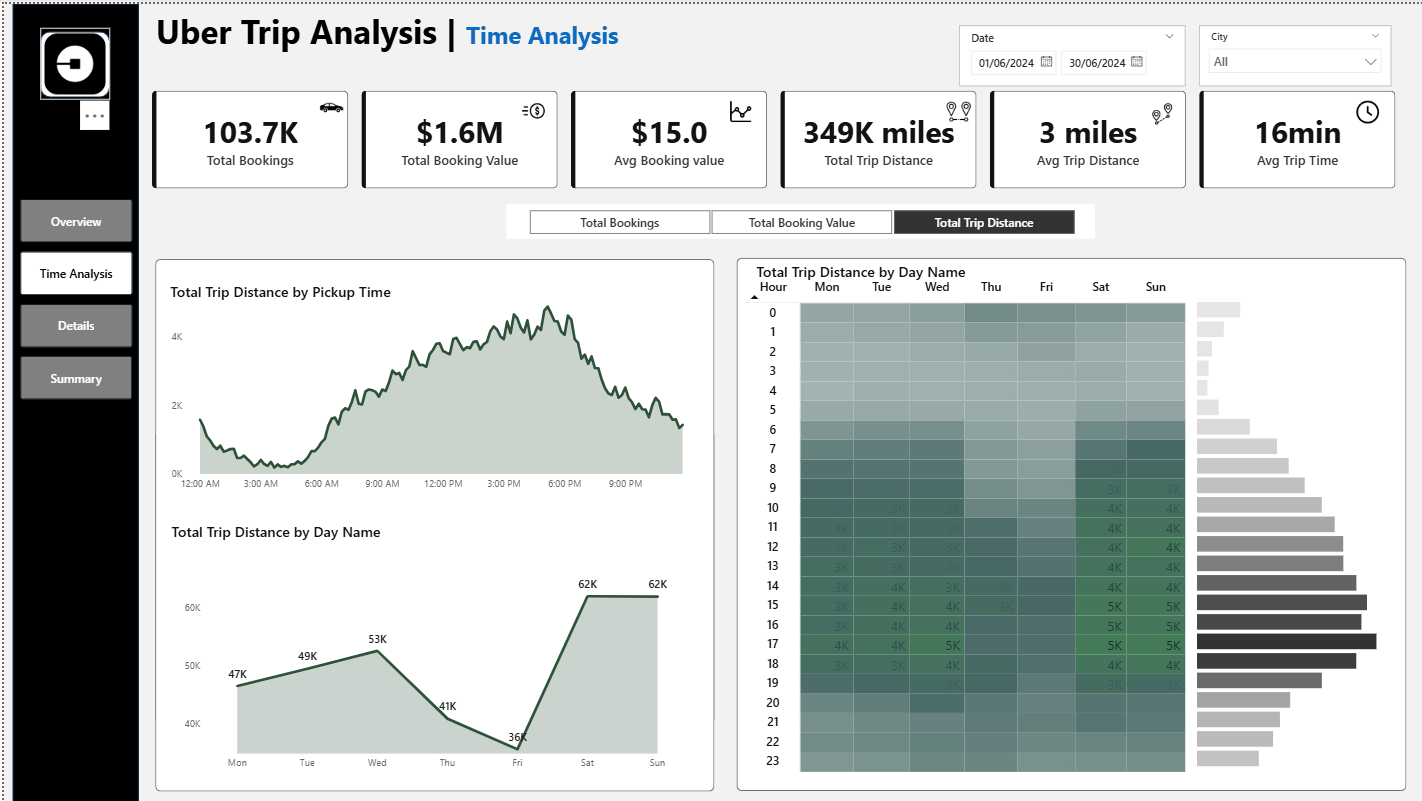 Uber Trip Analysis | Time Analysis
Date
01/06/2024 30/06/2024
City
All
103.7K
Total Bookings
$1.6M
Total Booking Value
$15.0
Avg Booking value
349K miles
Total Trip Distance
3 miles
Avg Trip Distance
16min
Avg Trip Time
Overview
Time Analysis
Details
Summary
Total Bookings Total Booking Value Total Trip Distance
Total Trip Distance by Pickup Time
4K
2K
0K
12:00 AM 3:00 AM 6:00 AM 9:00 AM 12:00 PM 3:00 PM 6:00 PM 9:00 PM
Total Trip Distance by Day Name
60K
50K
40K
47K 49K 53K 41K 36K 62K 62K
Mon Tue Wed Thu Fri Sat Sun
Total Trip Distance by Day Name
Hour Mon Tue Wed Thu Fri Sat Sun
0
1
2
3
4
5
6
7
8
9 3K 3K
10 3K 3K 4K 4K
11 3K 3K 3K 4K 4K
12 3K 3K 3K 4K 4K
13 3K 3K 3K 4K 4K
14 3K 4K 3K 3K 4K 4K
15 3K 4K 4K 3K 5K 5K
16 3K 4K 4K 5K 5K
17 4K 4K 5K 5K 5K
18 3K 3K 4K 4K 4K
19 3K 3K 3K
20
21
22
23